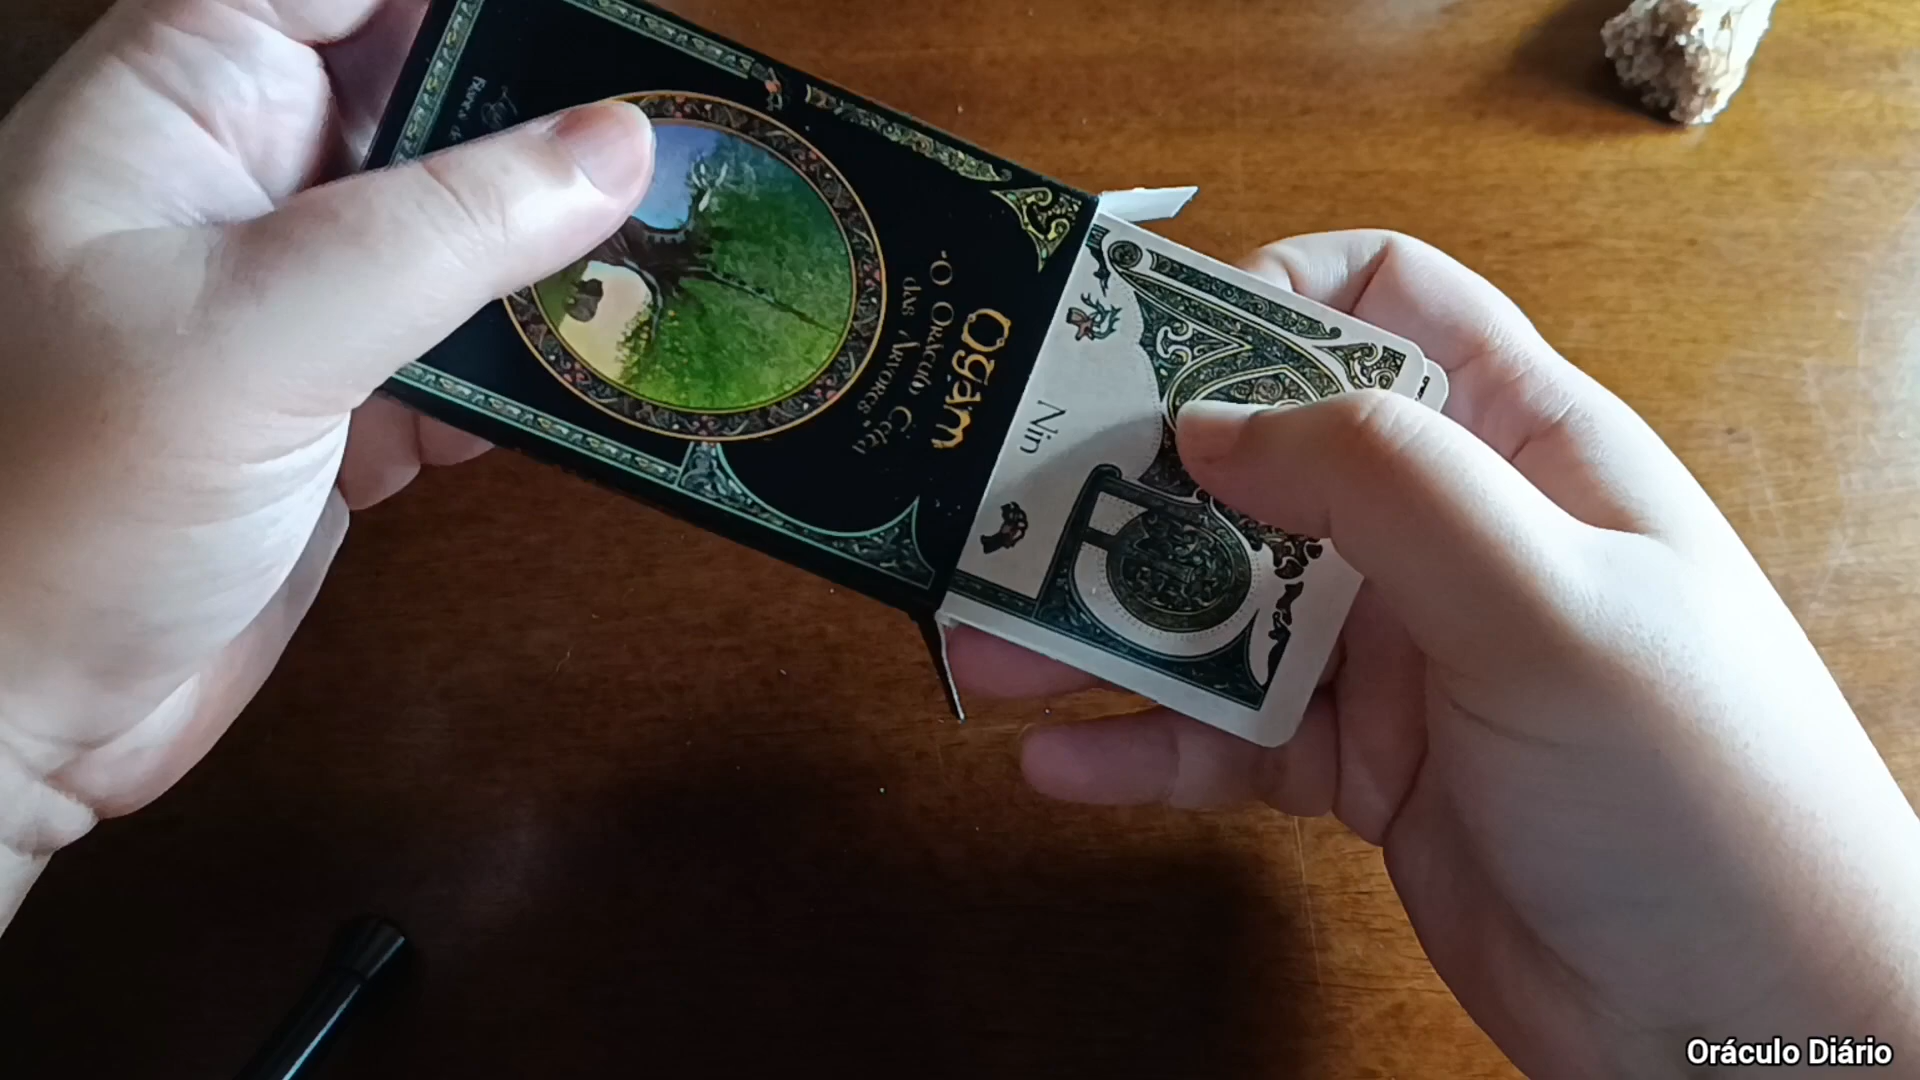 Ogam
"O Oráculo Celta
das Árvores"
Nin
Oráculo Diário